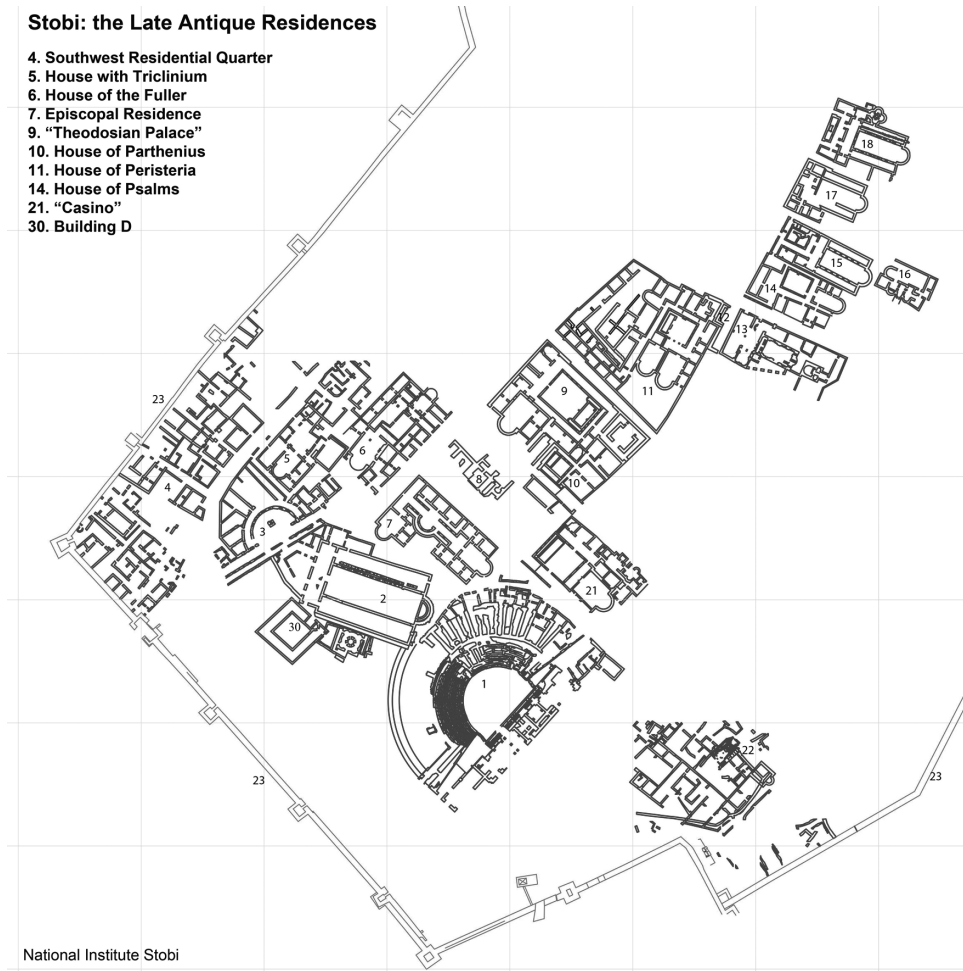 Stobi: the Late Antique Residences
4. Southwest Residential Quarter
5. House with Triclinium
6. House of the Fuller
7. Episcopal Residence
9. “Theodosian Palace”
10. House of Parthenius
11. House of Peristeria
14. House of Psalms
21. “Casino”
30. Building D
18
17
15
16
14
12
13
11
9
23
6
5
8
4
10
7
3
21
2
30
1
22
23
23
National Institute Stobi